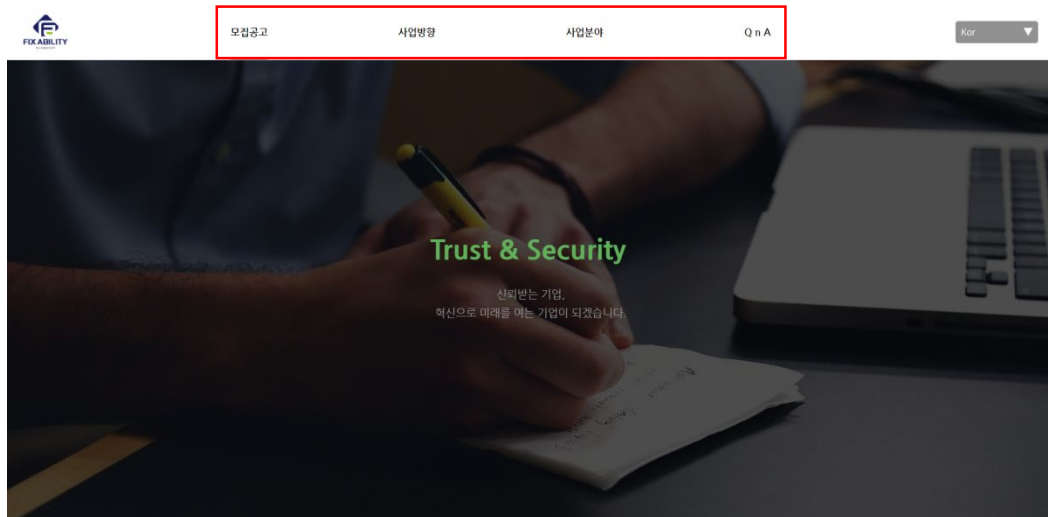 FIXABILITY
모집공고
사업방향
사업분야
Q n A
Kor ▼
Trust & Security
신뢰받는 기업,
혁신으로 미래를 여는 기업이 되겠습니다.